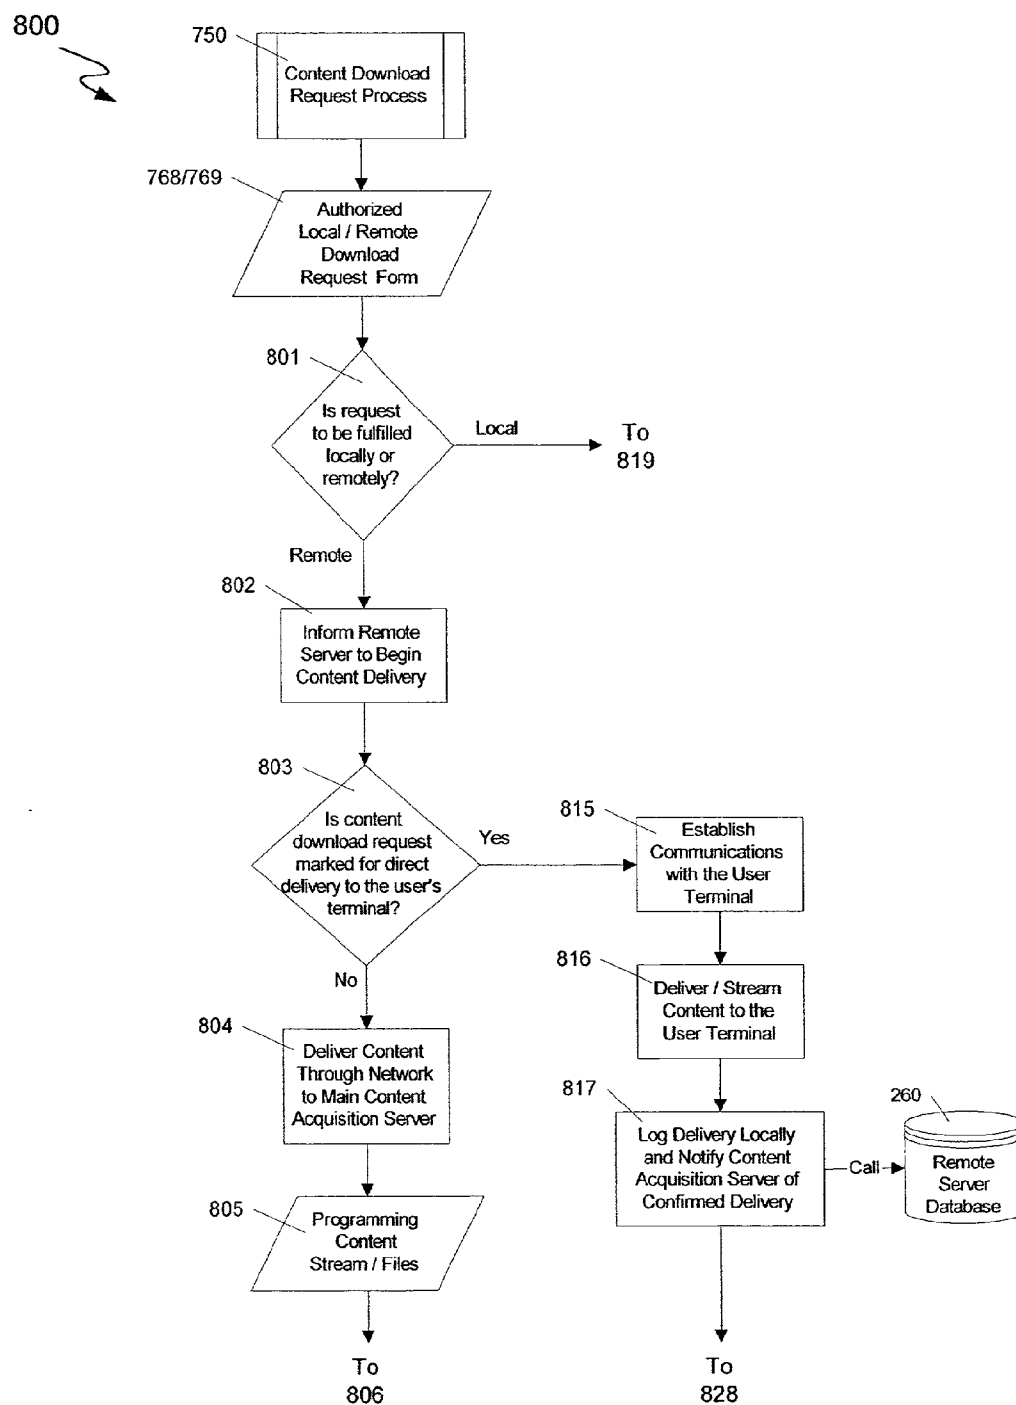 800
750
Content Download
Request Process
768/769
Authorized
Local / Remote
Download
Request Form
801
Is request
to be fulfilled
locally or
remotely?
Local
To
819
Remote
802
Inform Remote
Server to Begin
Content Delivery
803
Is content
download request
marked for direct
delivery to the user's
terminal?
Yes
815
Establish
Communications
with the User
Terminal
No
816
Deliver / Stream
Content to the
User Terminal
804
Deliver Content
Through Network
to Main Content
Acquisition Server
817
Log Delivery Locally
and Notify Content
Acquisition Server of
Confirmed Delivery
Call
260
Remote
Server
Database
805
Programming
Content
Stream / Files
To
806
To
828